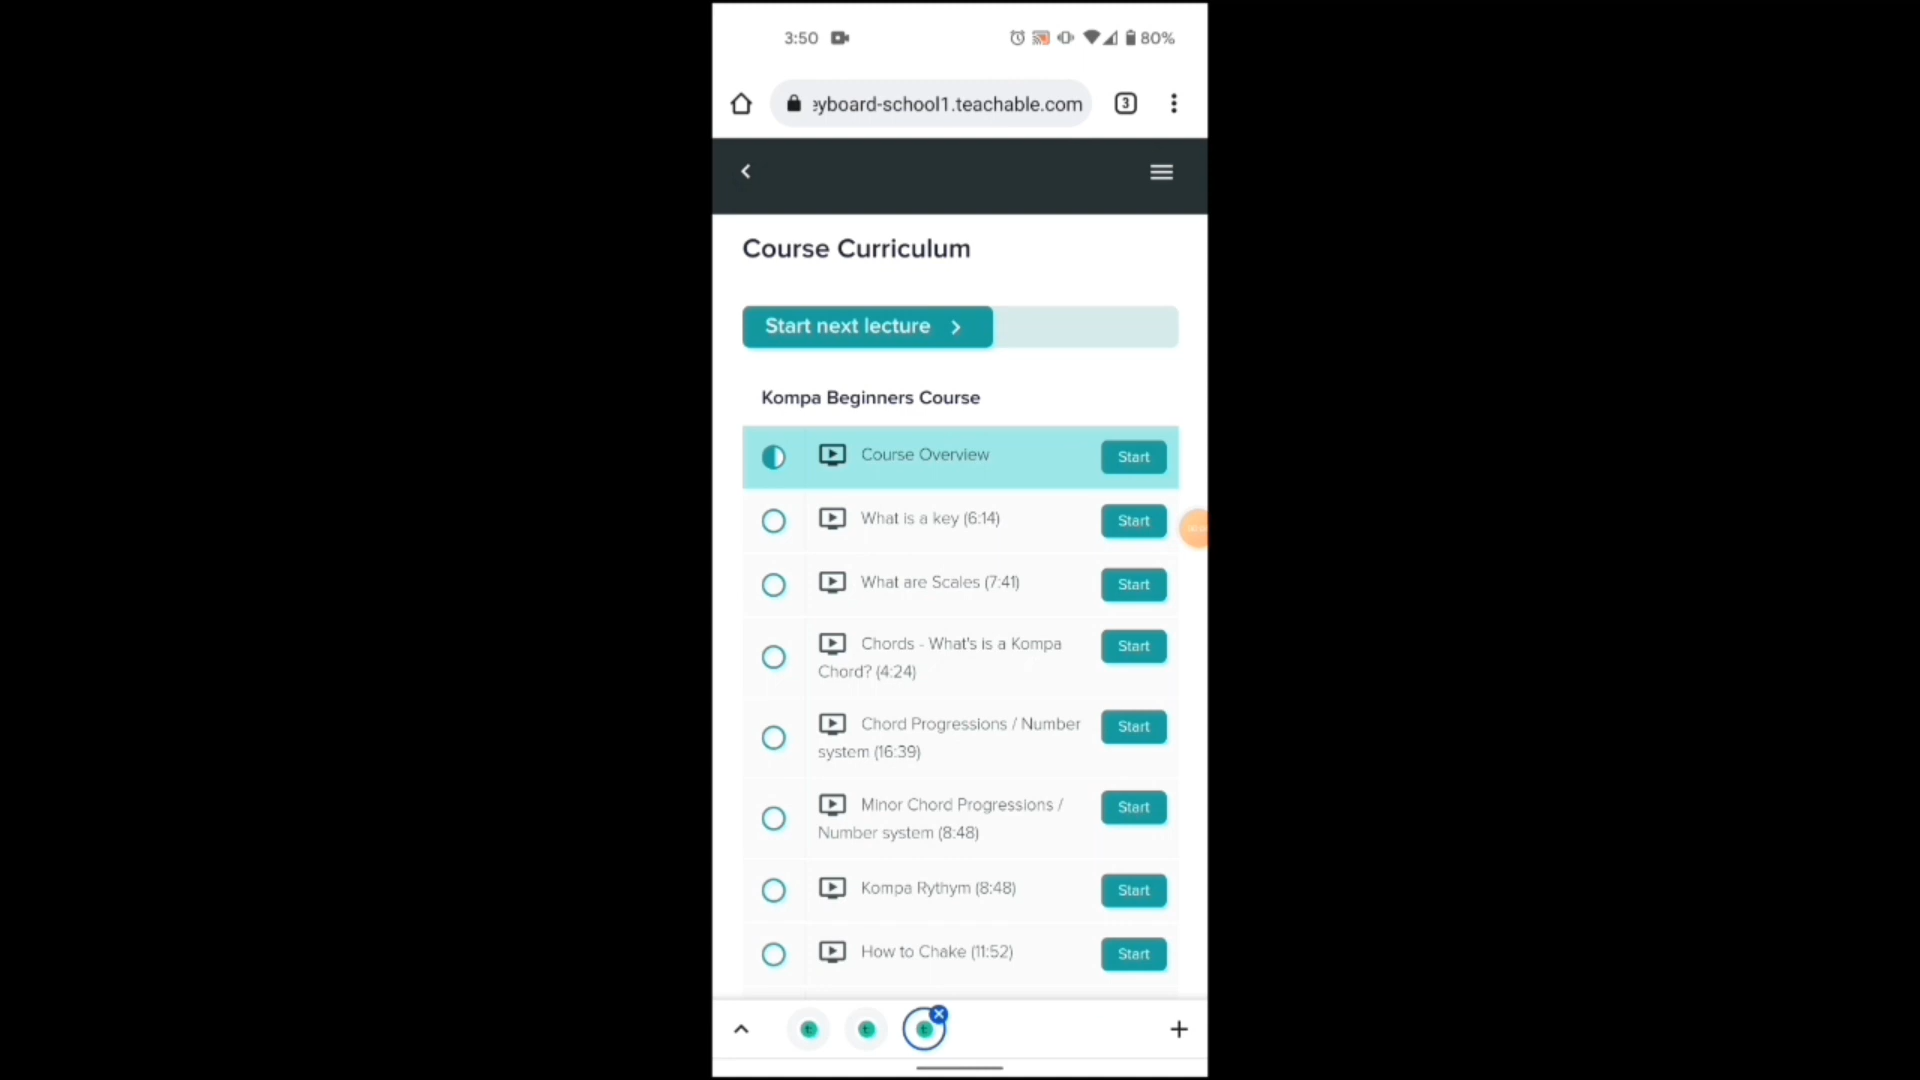 3:50
80%
eyboard-school1.teachable.com
3
Course Curriculum
Start next lecture
Kompa Beginners Course
Course Overview
Start
What is a key (6:14)
Start
What are Scales (7:41)
Start
Chords - What's is a Kompa
Chord? (4:24)
Start
Chord Progressions / Number
system (16:39)
Start
Minor Chord Progressions /
Number system (8:48)
Start
Kompa Rythym (8:48)
Start
How to Chake (11:52)
Start